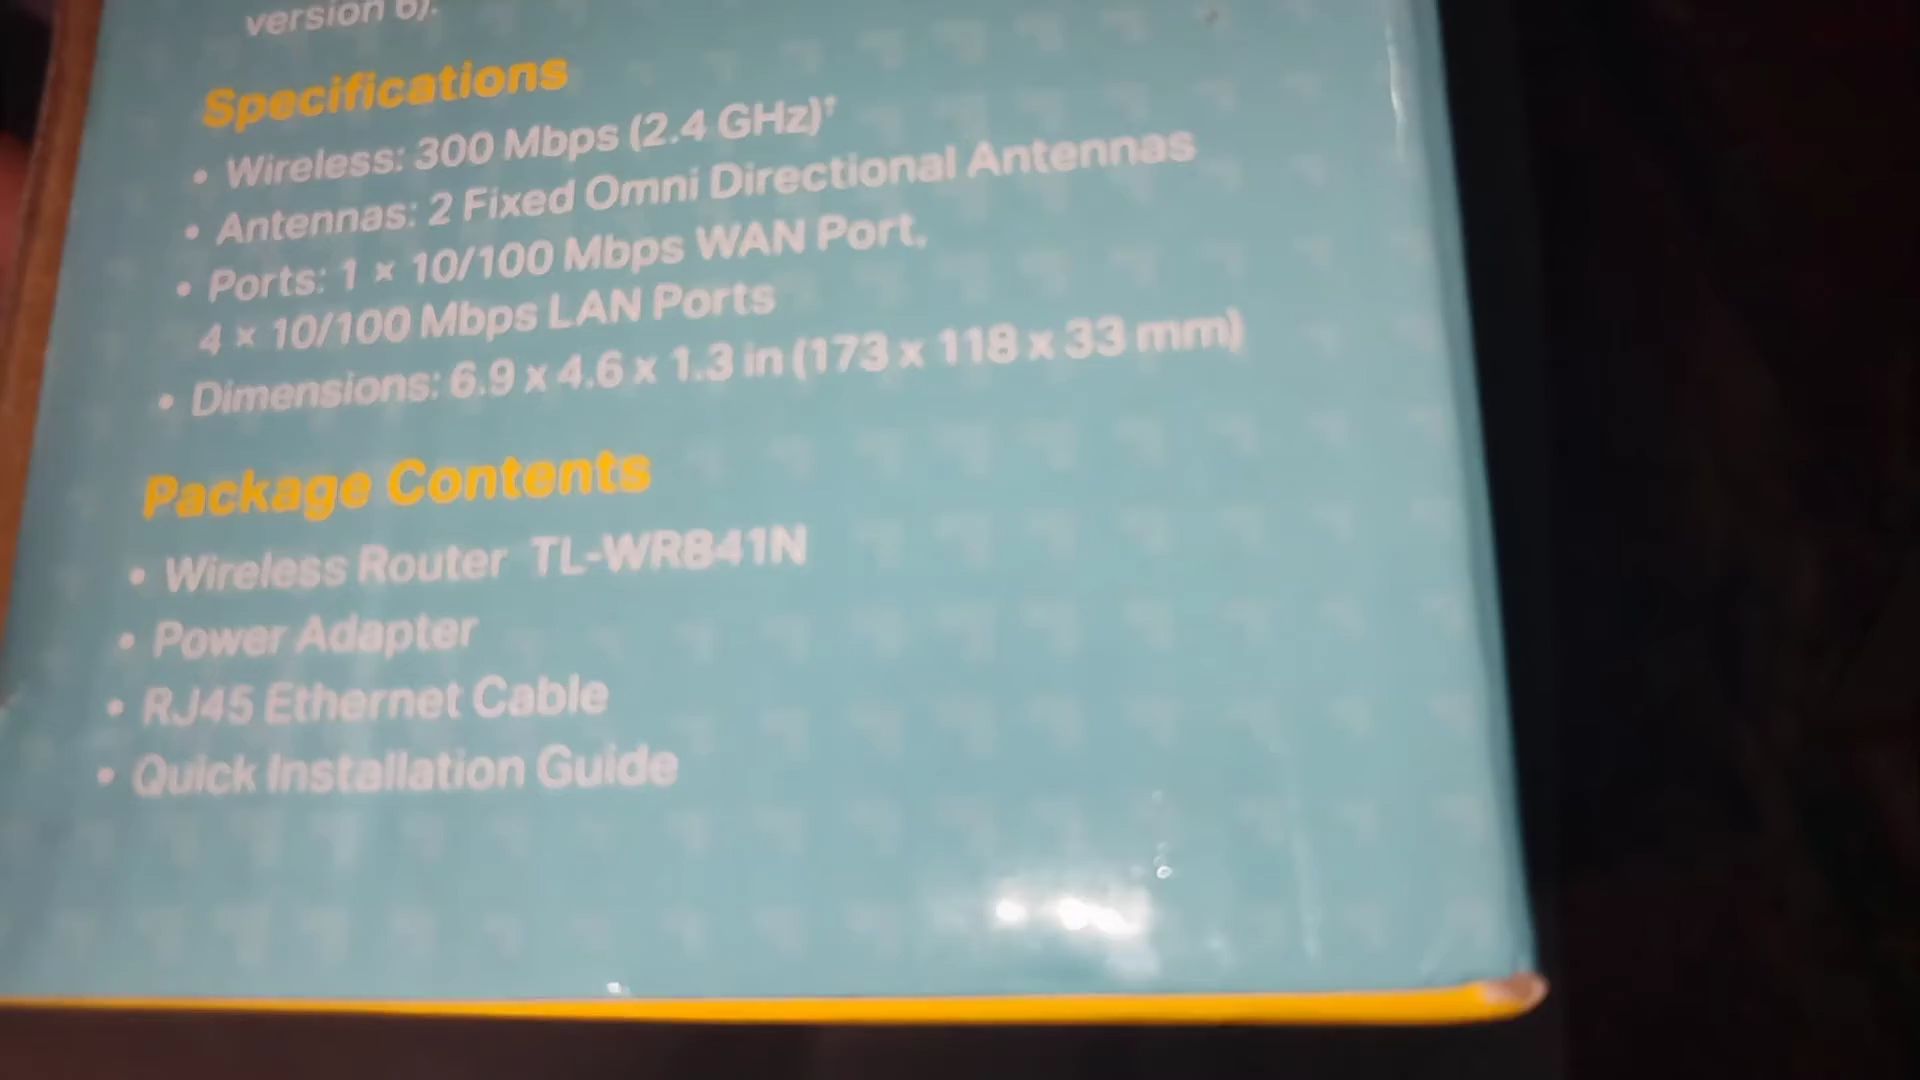 version 6).
Specifications
• Wireless: 300 Mbps (2.4 GHz)†
• Antennas: 2 Fixed Omni Directional Antennas
• Ports: 1 × 10/100 Mbps WAN Port,
4 × 10/100 Mbps LAN Ports
• Dimensions: 6.9 x 4.6 x 1.3 in (173 x 118 x 33 mm)
Package Contents
• Wireless Router TL-WR841N
• Power Adapter
• RJ45 Ethernet Cable
• Quick Installation Guide